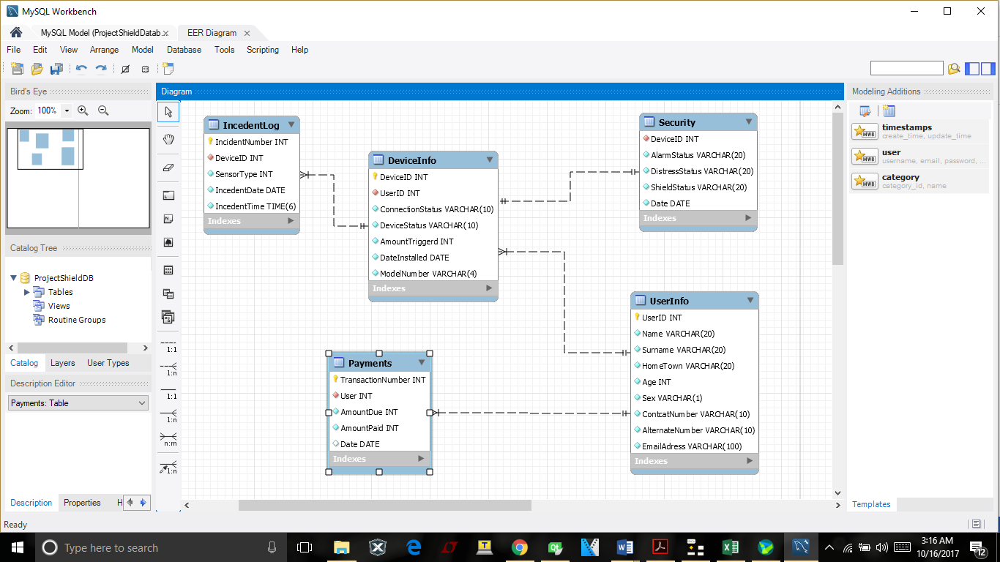 MySQL Workbench
MySQL Model (ProjectShieldDatab... EER Diagram
File Edit View Arrange Model Database Tools Scripting Help
Bird's Eye
Zoom: 100%
Catalog Tree
ProjectShieldDB
Tables
Views
Routine Groups
Catalog Layers User Types
Description Editor
Payments: Table
Description Properties H
Ready
Diagram
1:1
1:n
1:1
1:n
n:m
1:n
IncedentLog
IncidentNumber INT
DeviceID INT
SensorType INT
IncedentDate DATE
IncedentTime TIME(6)
Indexes
DeviceInfo
DeviceID INT
UserID INT
ConnectionStatus VARCHAR(10)
DeviceStatus VARCHAR(10)
AmountTriggerd INT
DateInstalled DATE
ModelNumber VARCHAR(4)
Indexes
Security
DeviceID INT
AlarmStatus VARCHAR(20)
DistressStatus VARCHAR(20)
ShieldStatus VARCHAR(20)
Date DATE
Indexes
Payments
TransactionNumber INT
User INT
AmountDue INT
AmountPaid INT
Date DATE
Indexes
UserInfo
UserID INT
Name VARCHAR(20)
Surname VARCHAR(20)
HomeTown VARCHAR(20)
Age INT
Sex VARCHAR(1)
ContcatNumber VARCHAR(10)
AlternateNumber VARCHAR(10)
EmailAdress VARCHAR(100)
Indexes
Modeling Additions
MWB
timestamps
create_time, update_time
MWB
user
username, email, password, ...
MWB
category
category_id, name
Templates
Type here to search
3:16 AM
10/16/2017
12